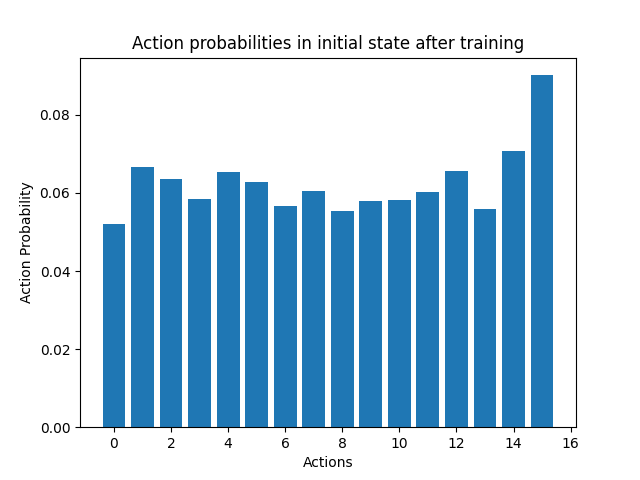 Action probabilities in initial state after training
Action Probability
0.08
0.06
0.04
0.02
0.00
0 2 4 6 8 10 12 14 16
Actions